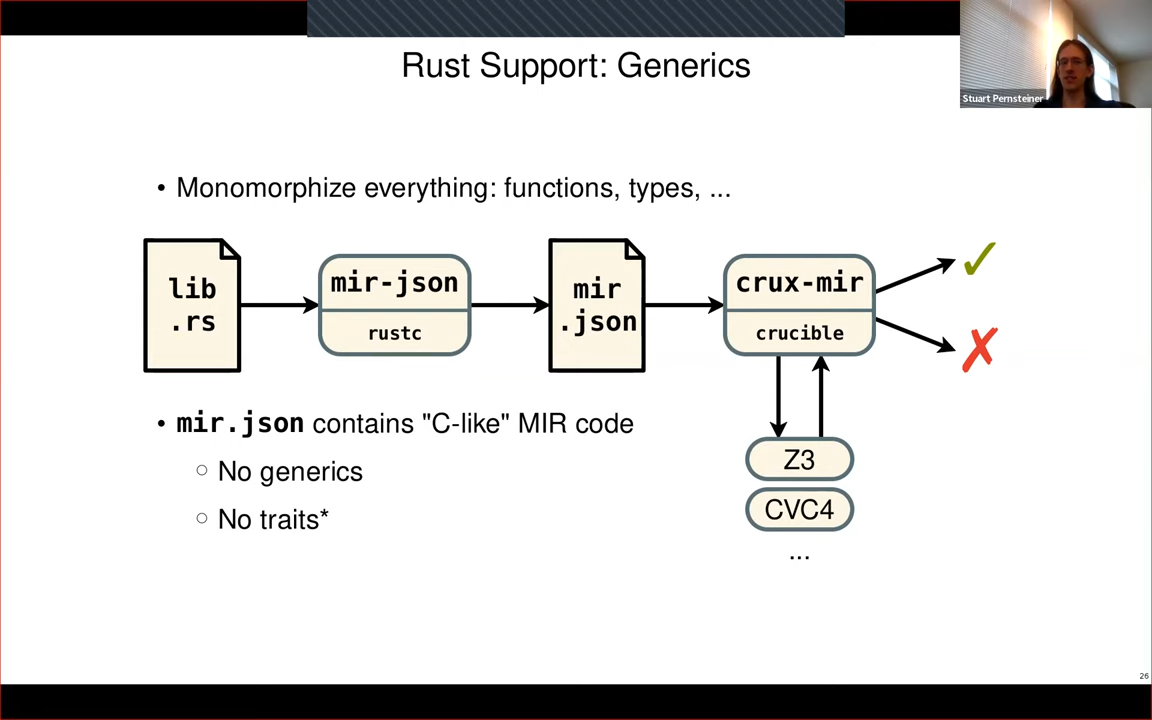 Rust Support: Generics
Stuart Pernsteiner
• Monomorphize everything: functions, types, ...
lib
.rs
mir-json
rustc
mir
.json
crux-mir
crucible
✓
✗
• mir.json contains "C-like" MIR code
○ No generics
○ No traits*
Z3
CVC4
...
26